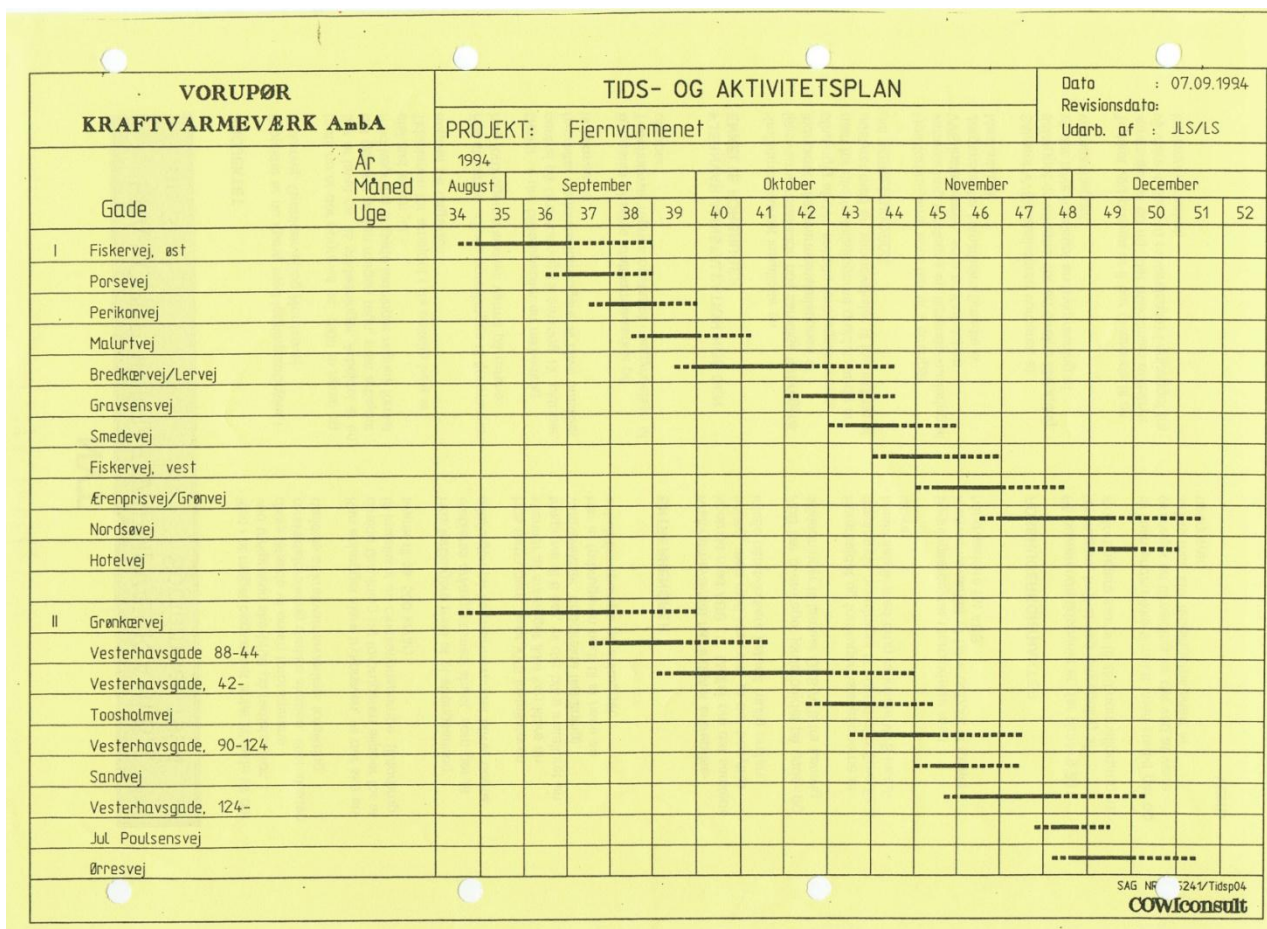 VORUPØR
KRAFTVARMEVÆRK AmbA
TIDS- OG AKTIVITETSPLAN
PROJEKT: Fjernvarmenet
Dato : 07.09.1994
Revisionsdato:
Udarb. af : JLS/LS
År 1994
Måned August September Oktober November December
Gade Uge 34 35 36 37 38 39 40 41 42 43 44 45 46 47 48 49 50 51 52
I Fiskervej, øst
Porsevej
Perikonvej
Malurtvej
Bredkærvej/Lervej
Gravsensvej
Smedevej
Fiskervej, vest
Ærenprisvej/Grønvej
Nordsøvej
Hotelvej
II Grønkærvej
Vesterhavsgade 88-44
Vesterhavsgade, 42-
Toosholmvej
Vesterhavsgade, 90-124
Sandvej
Vesterhavsgade, 124-
Jul Poulsensvej
Ørresvej
SAG NR 5241/Tidsp04
COWIconsult